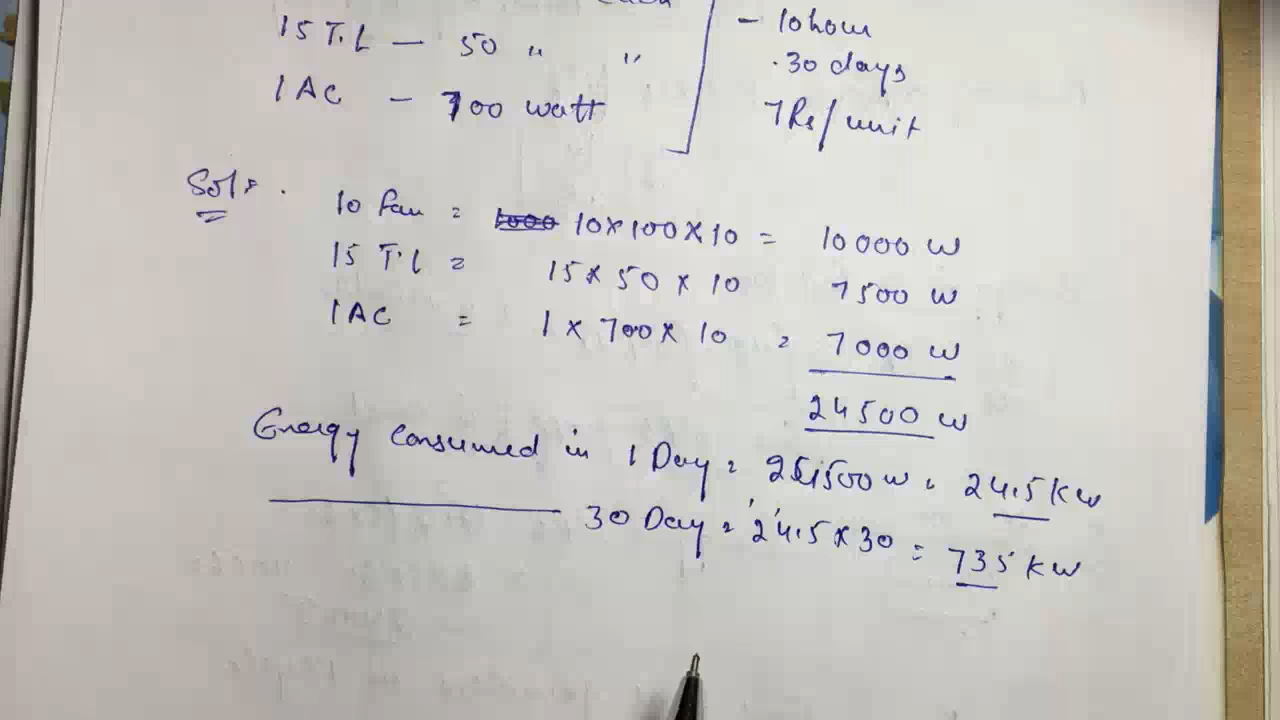 15 T.L — 50 " "
1 AC — 700 watt
- 10 hour
. 30 days
7 Rs/unit
Sol:- .
10 fan = 10×100×10 = 10000 W
15 T.L = 15 × 50 × 10 7500 W
1 AC = 1 × 700 × 10 = 7000 W
24500 W
Energy Consumed in 1 Day = 24,500 W = 24.5 KW
30 Day = 24.5 × 30 = 735 KW